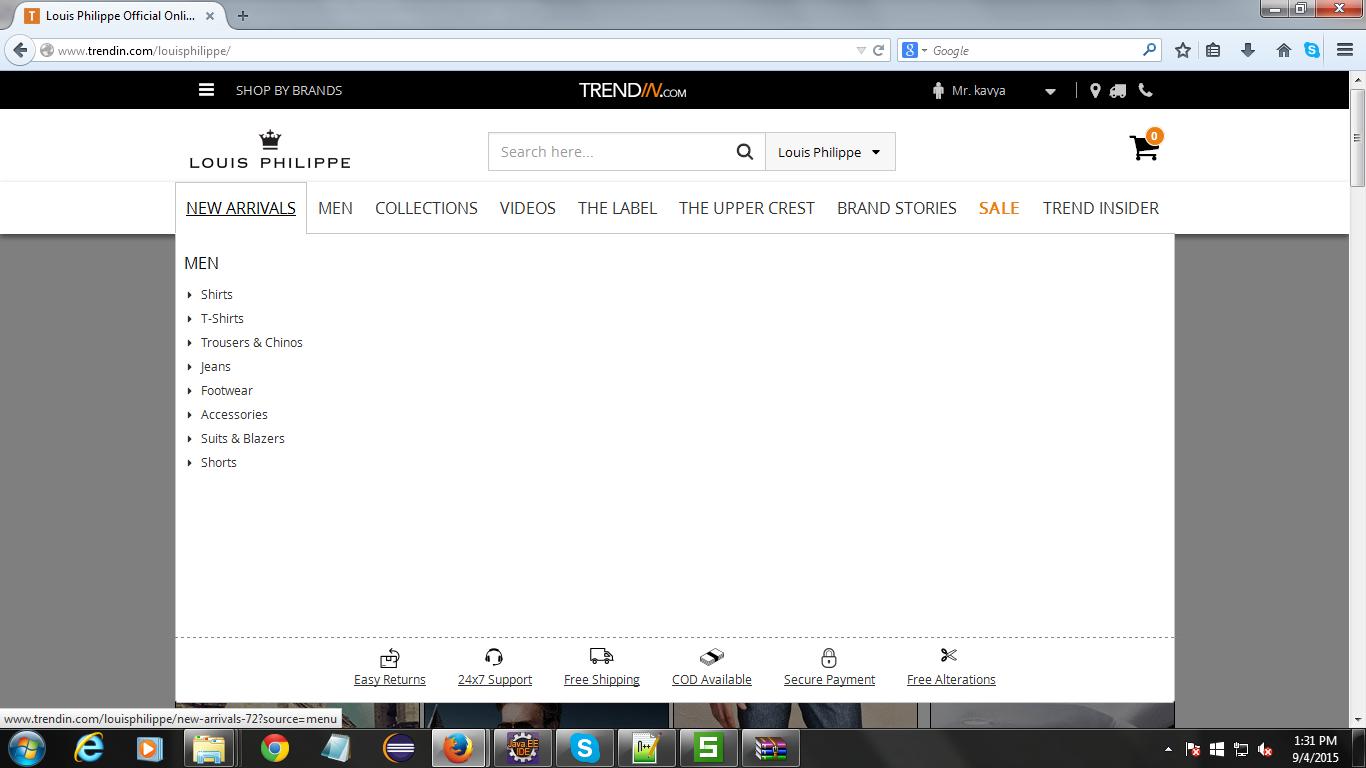 Louis Philippe Official Onli...
www.trendin.com/louisphilippe/
Google
SHOP BY BRANDS
TRENDIN.COM
Mr. kavya
LOUIS PHILIPPE
Search here...
Louis Philippe
0
NEW ARRIVALS
MEN
COLLECTIONS
VIDEOS
THE LABEL
THE UPPER CREST
BRAND STORIES
SALE
TREND INSIDER
MEN
Shirts
T-Shirts
Trousers & Chinos
Jeans
Footwear
Accessories
Suits & Blazers
Shorts
Easy Returns
24x7 Support
Free Shipping
COD Available
Secure Payment
Free Alterations
www.trendin.com/louisphilippe/new-arrivals-72?source=menu
Java EE
IDE
1:31 PM
9/4/2015